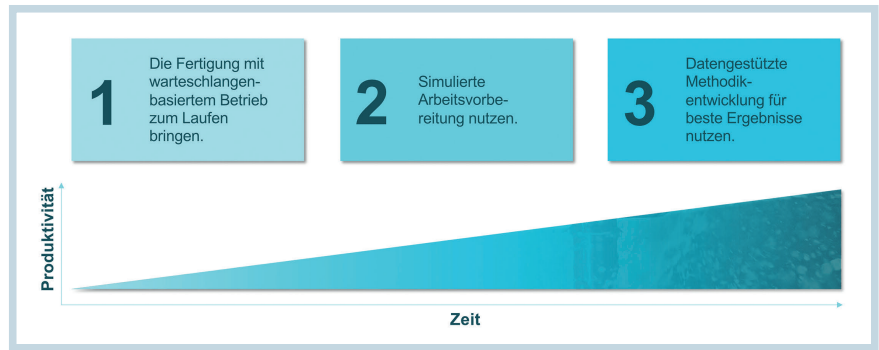 1
Die Fertigung mit
warteschlangen-
basiertem Betrieb
zum Laufen
bringen.
2
Simulierte
Arbeitsvorbe-
reitung nutzen.
3
Datengestützte
Methodik-
entwicklung für
beste Ergebnisse
nutzen.
Produktivität
Zeit